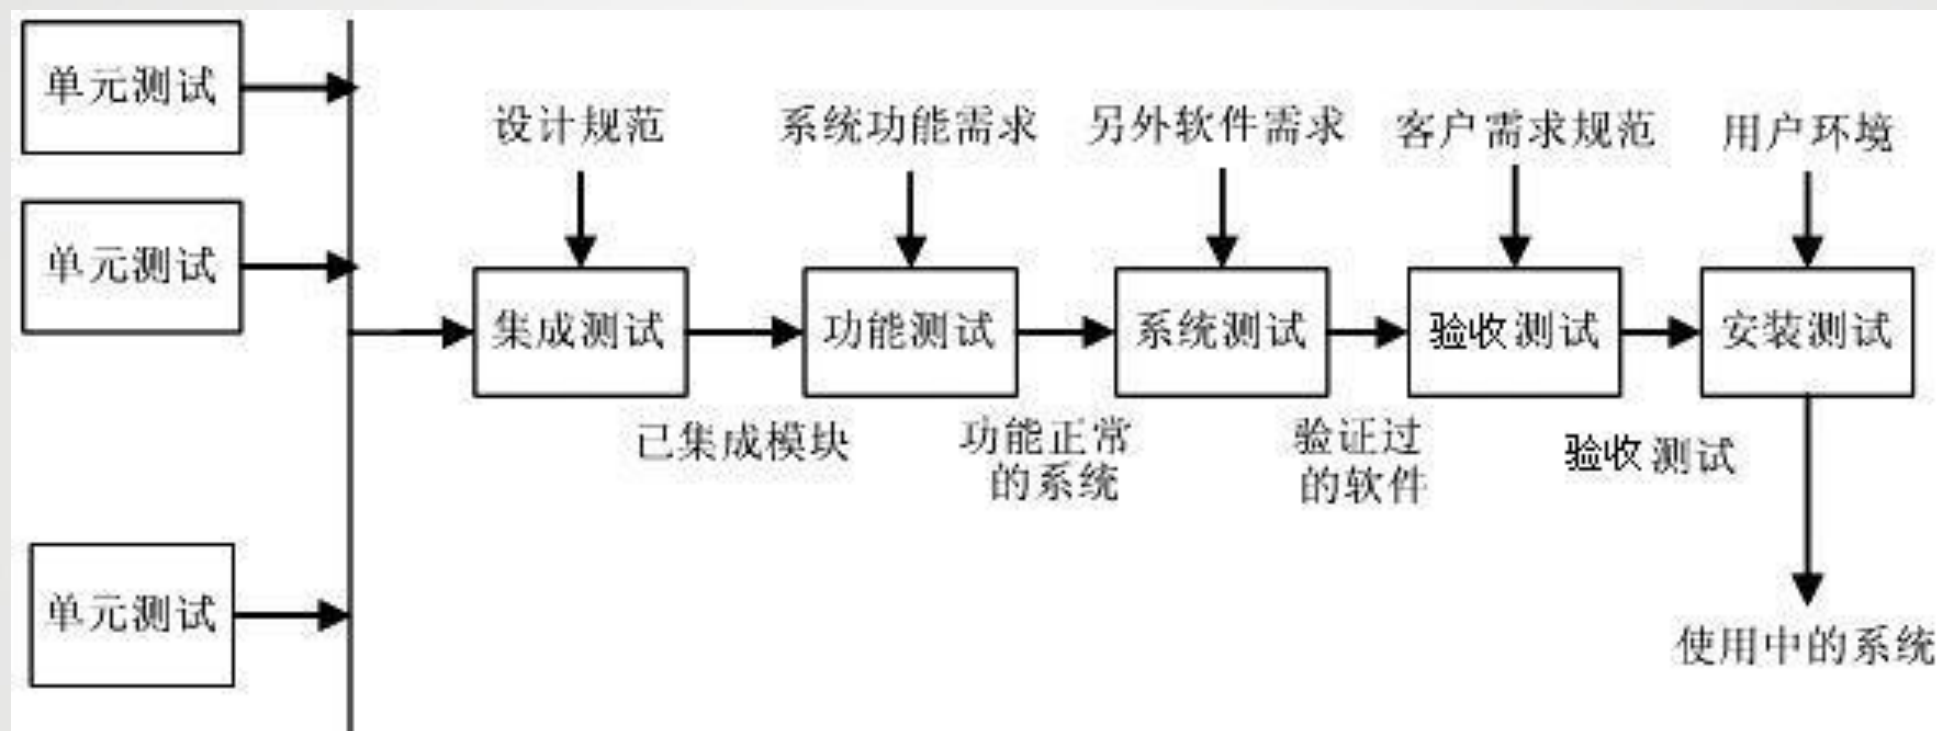 单元测试
单元测试
单元测试
设计规范
系统功能需求
另外软件需求
客户需求规范
用户环境
集成测试
功能测试
系统测试
验收测试
安装测试
已集成模块
功能正常
的系统
验证过
的软件
验收测试
使用中的系统